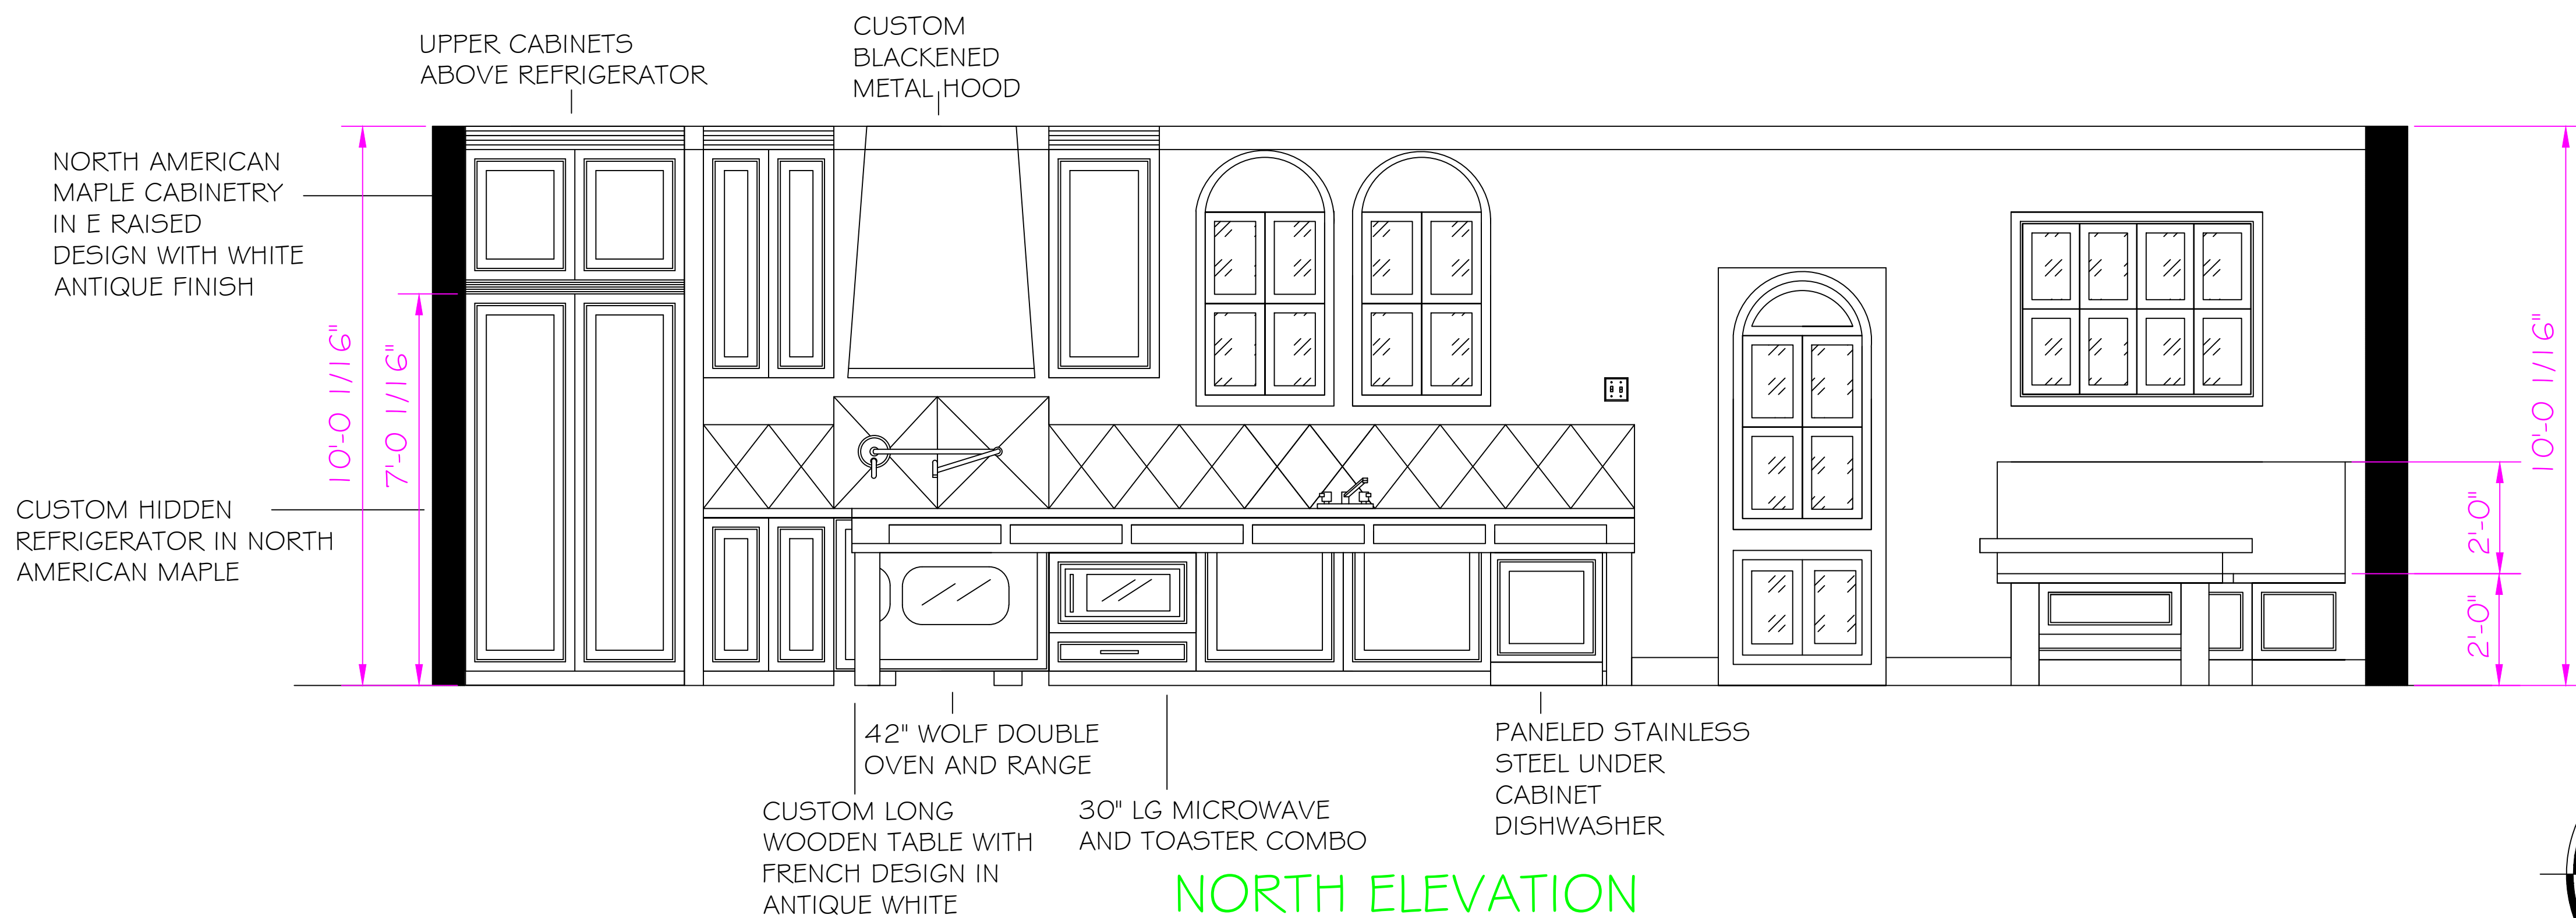 UPPER CABINETS
ABOVE REFRIGERATOR
CUSTOM
BLACKENED
METAL HOOD
NORTH AMERICAN
MAPLE CABINETRY
IN E RAISED
DESIGN WITH WHITE
ANTIQUE FINISH
10'-0 1/16"
7'-0 1/16"
CUSTOM HIDDEN
REFRIGERATOR IN NORTH
AMERICAN MAPLE
10'-0 1/16"
2'-0"
2'-0"
42" WOLF DOUBLE
OVEN AND RANGE
CUSTOM LONG
WOODEN TABLE WITH
FRENCH DESIGN IN
ANTIQUE WHITE
30" LG MICROWAVE
AND TOASTER COMBO
PANELED STAINLESS
STEEL UNDER
CABINET
DISHWASHER
NORTH ELEVATION